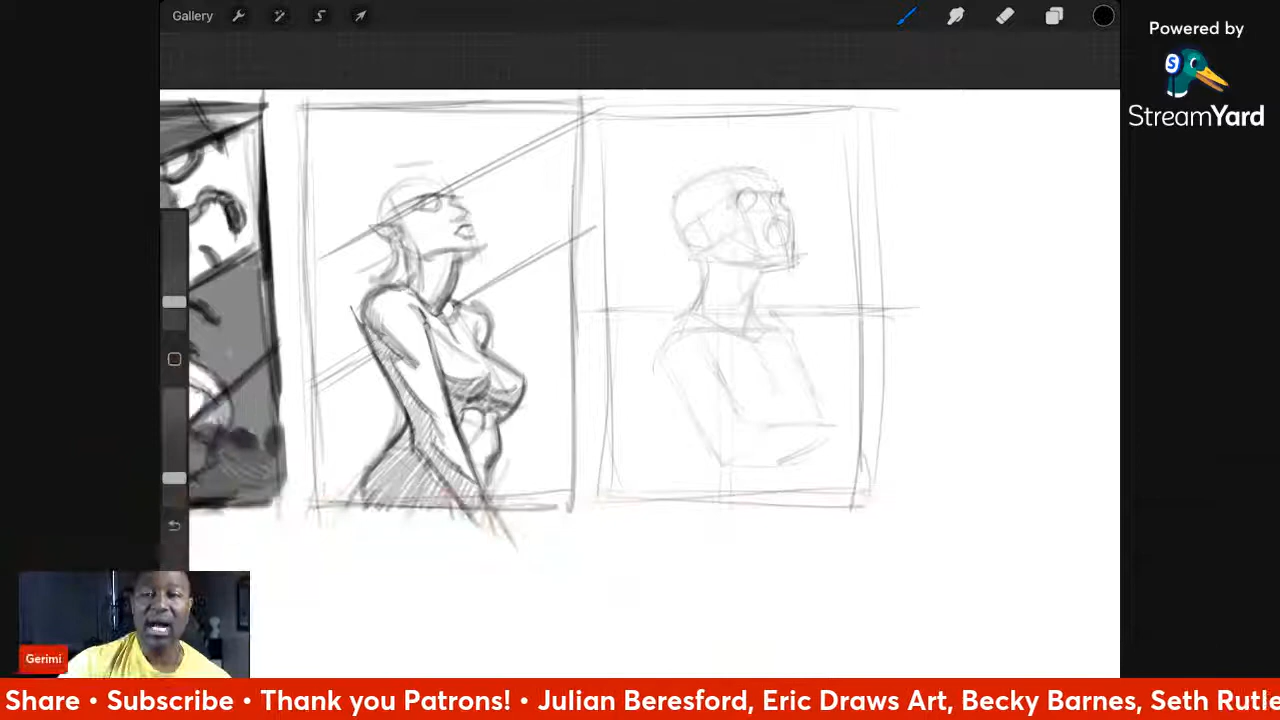 Gallery
Powered by
S
StreamYard
Gerimi
Share • Subscribe • Thank you Patrons! • Julian Beresford, Eric Draws Art, Becky Barnes, Seth Rutle